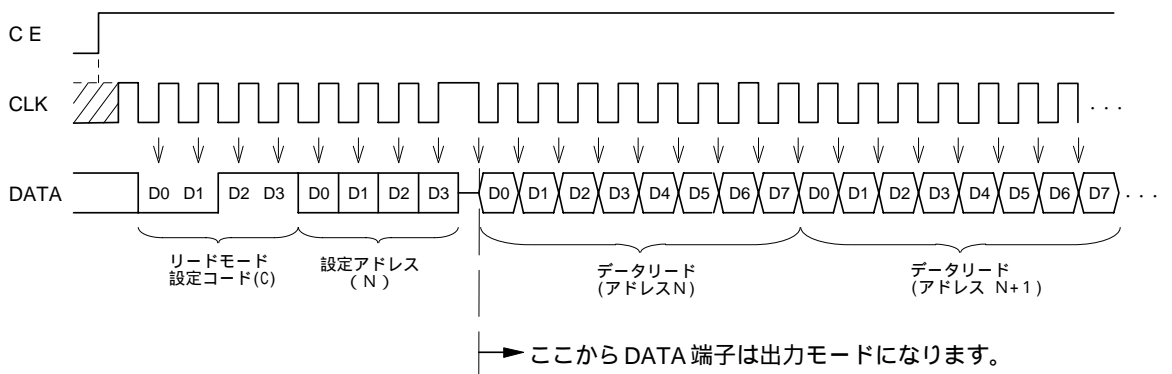 CE
CLK
. . .
DATA
D0 D1 D2 D3 D0 D1 D2 D3 D0 D1 D2 D3 D4 D5 D6 D7 D0 D1 D2 D3 D4 D5 D6 D7 . . .
リードモード
設定コード(C)
設定アドレス
(N)
データリード
(アドレスN)
データリード
(アドレス N+1)
ここから DATA 端子は出力モードになります。